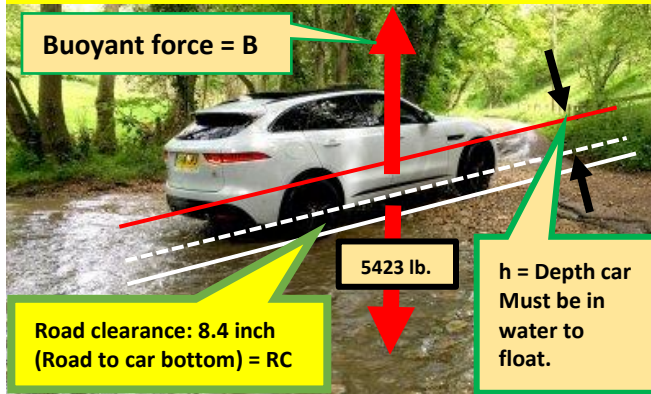 Buoyant force = B
5423 lb.
h = Depth car
Must be in
water to
float.
Road clearance: 8.4 inch
(Road to car bottom) = RC